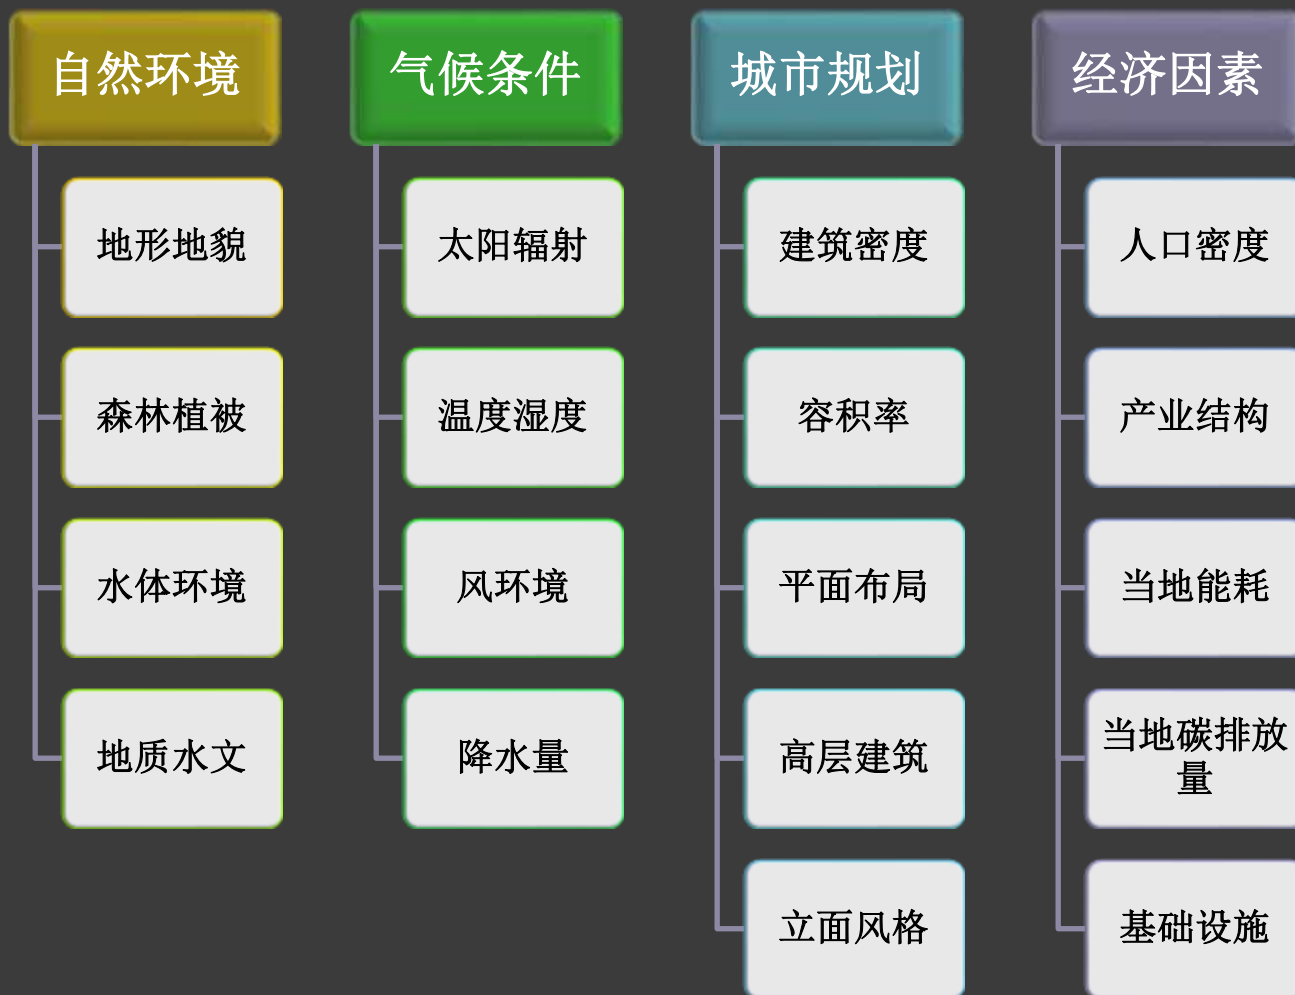 自然环境
地形地貌
森林植被
水体环境
地质水文
气候条件
太阳辐射
温度湿度
风环境
降水量
城市规划
建筑密度
容积率
平面布局
高层建筑
立面风格
经济因素
人口密度
产业结构
当地能耗
当地碳排放
量
基础设施